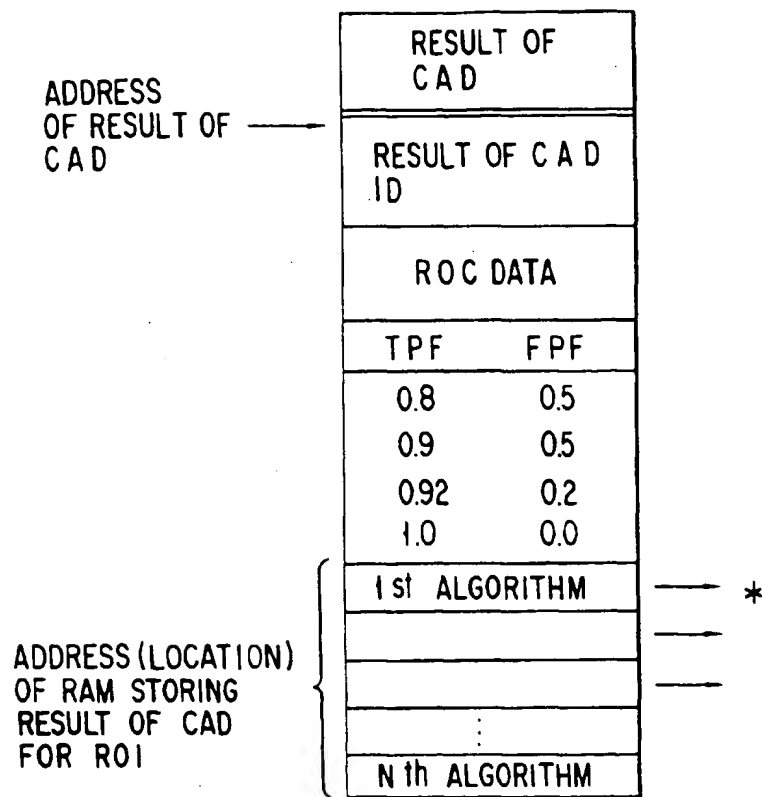 RESULT OF
CAD
ADDRESS
OF RESULT OF
CAD
RESULT OF CAD
ID
ROC DATA
TPF FPF
0.8 0.5
0.9 0.5
0.92 0.2
1.0 0.0
1st ALGORITHM *
ADDRESS (LOCATION)
OF RAM STORING
RESULT OF CAD
FOR ROI
Nth ALGORITHM